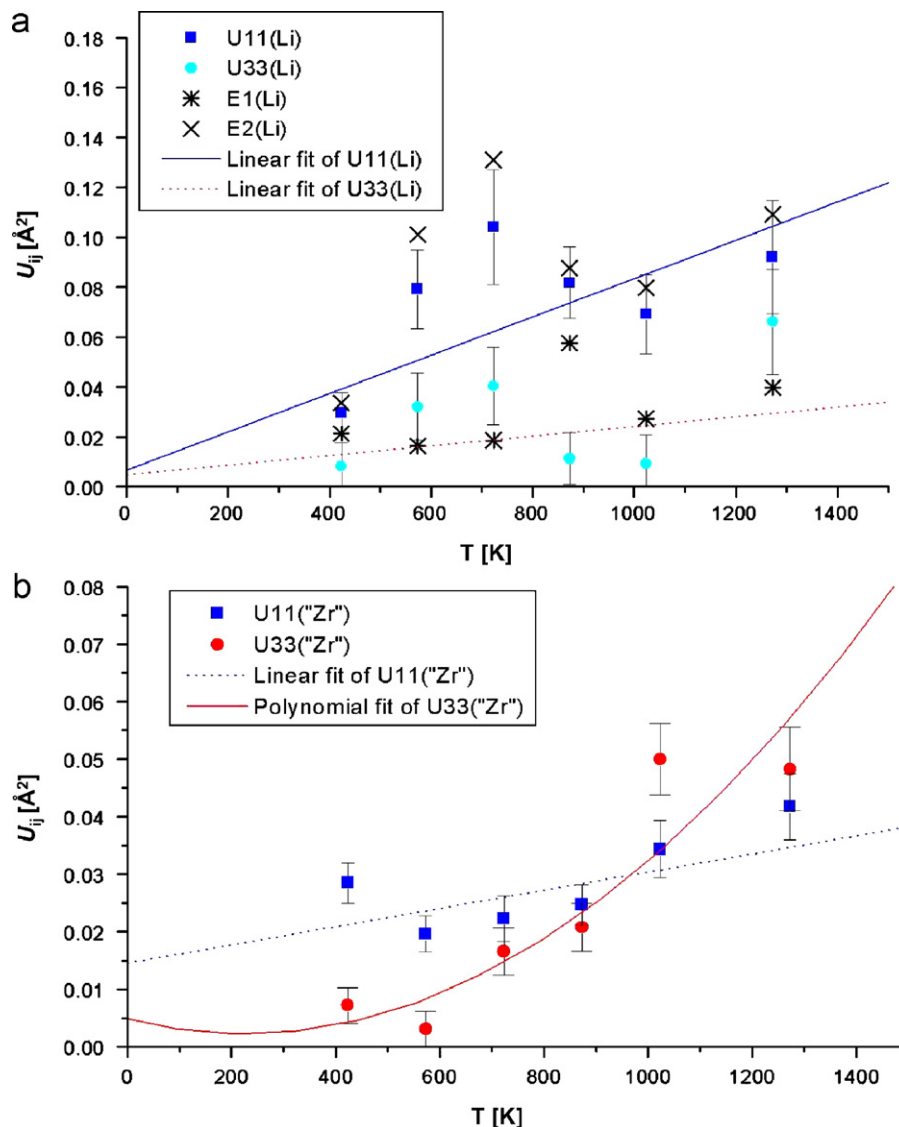 a
0.18
0.16
0.14
0.12
0.10
0.08
0.06
0.04
0.02
0.00
U11(Li)
U33(Li)
E1(Li)
E2(Li)
Linear fit of U11(Li)
Linear fit of U33(Li)
Uij [Å²]
0 200 400 600 800 1000 1200 1400
T [K]
b
0.08
0.07
0.06
0.05
0.04
0.03
0.02
0.01
0.00
U11("Zr")
U33("Zr")
Linear fit of U11("Zr")
Polynomial fit of U33("Zr")
Uij [Å²]
0 200 400 600 800 1000 1200 1400
T [K]